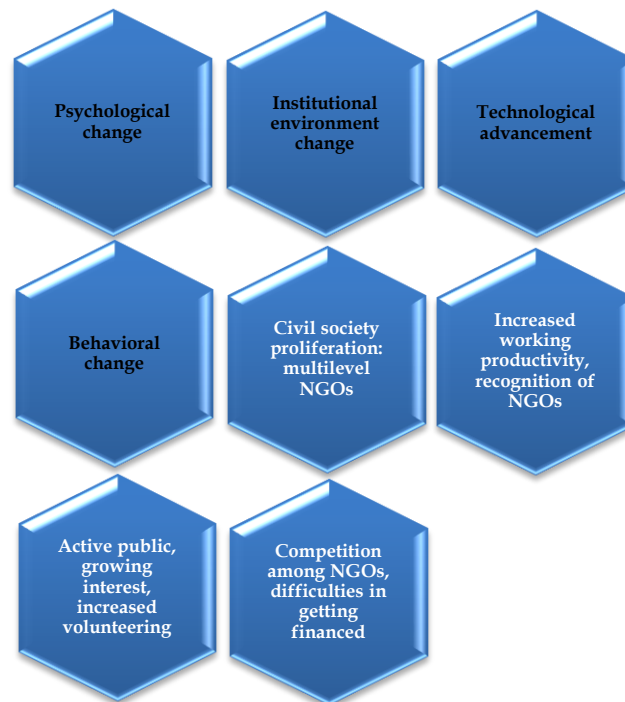 Psychological
change
Institutional
environment
change
Technological
advancement
Behavioral
change
Civil society
proliferation:
multilevel
NGOs
Increased
working
productivity,
recognition of
NGOs
Active public,
growing
interest,
increased
volunteering
Competition
among NGOs,
difficulties in
getting
financed